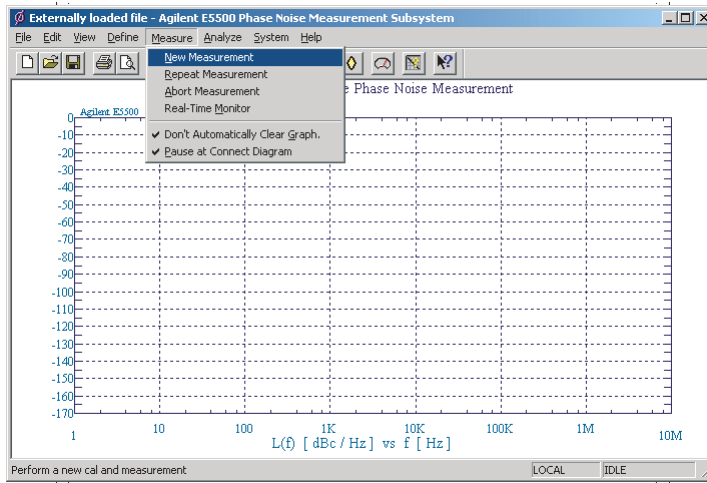 Externally loaded file - Agilent E5500 Phase Noise Measurement Subsystem
File Edit View Define Measure Analyze System Help
New Measurement
Repeat Measurement
Abort Measurement
Real-Time Monitor
Don't Automatically Clear Graph.
Pause at Connect Diagram
Phase Noise Measurement
Agilent E5500
0
-10
-20
-30
-40
-50
-60
-70
-80
-90
-100
-110
-120
-130
-140
-150
-160
-170
1 10 100 1K 10K 100K 1M 10M
L(f) [ dBc / Hz ] vs f [ Hz ]
Perform a new cal and measurement LOCAL IDLE